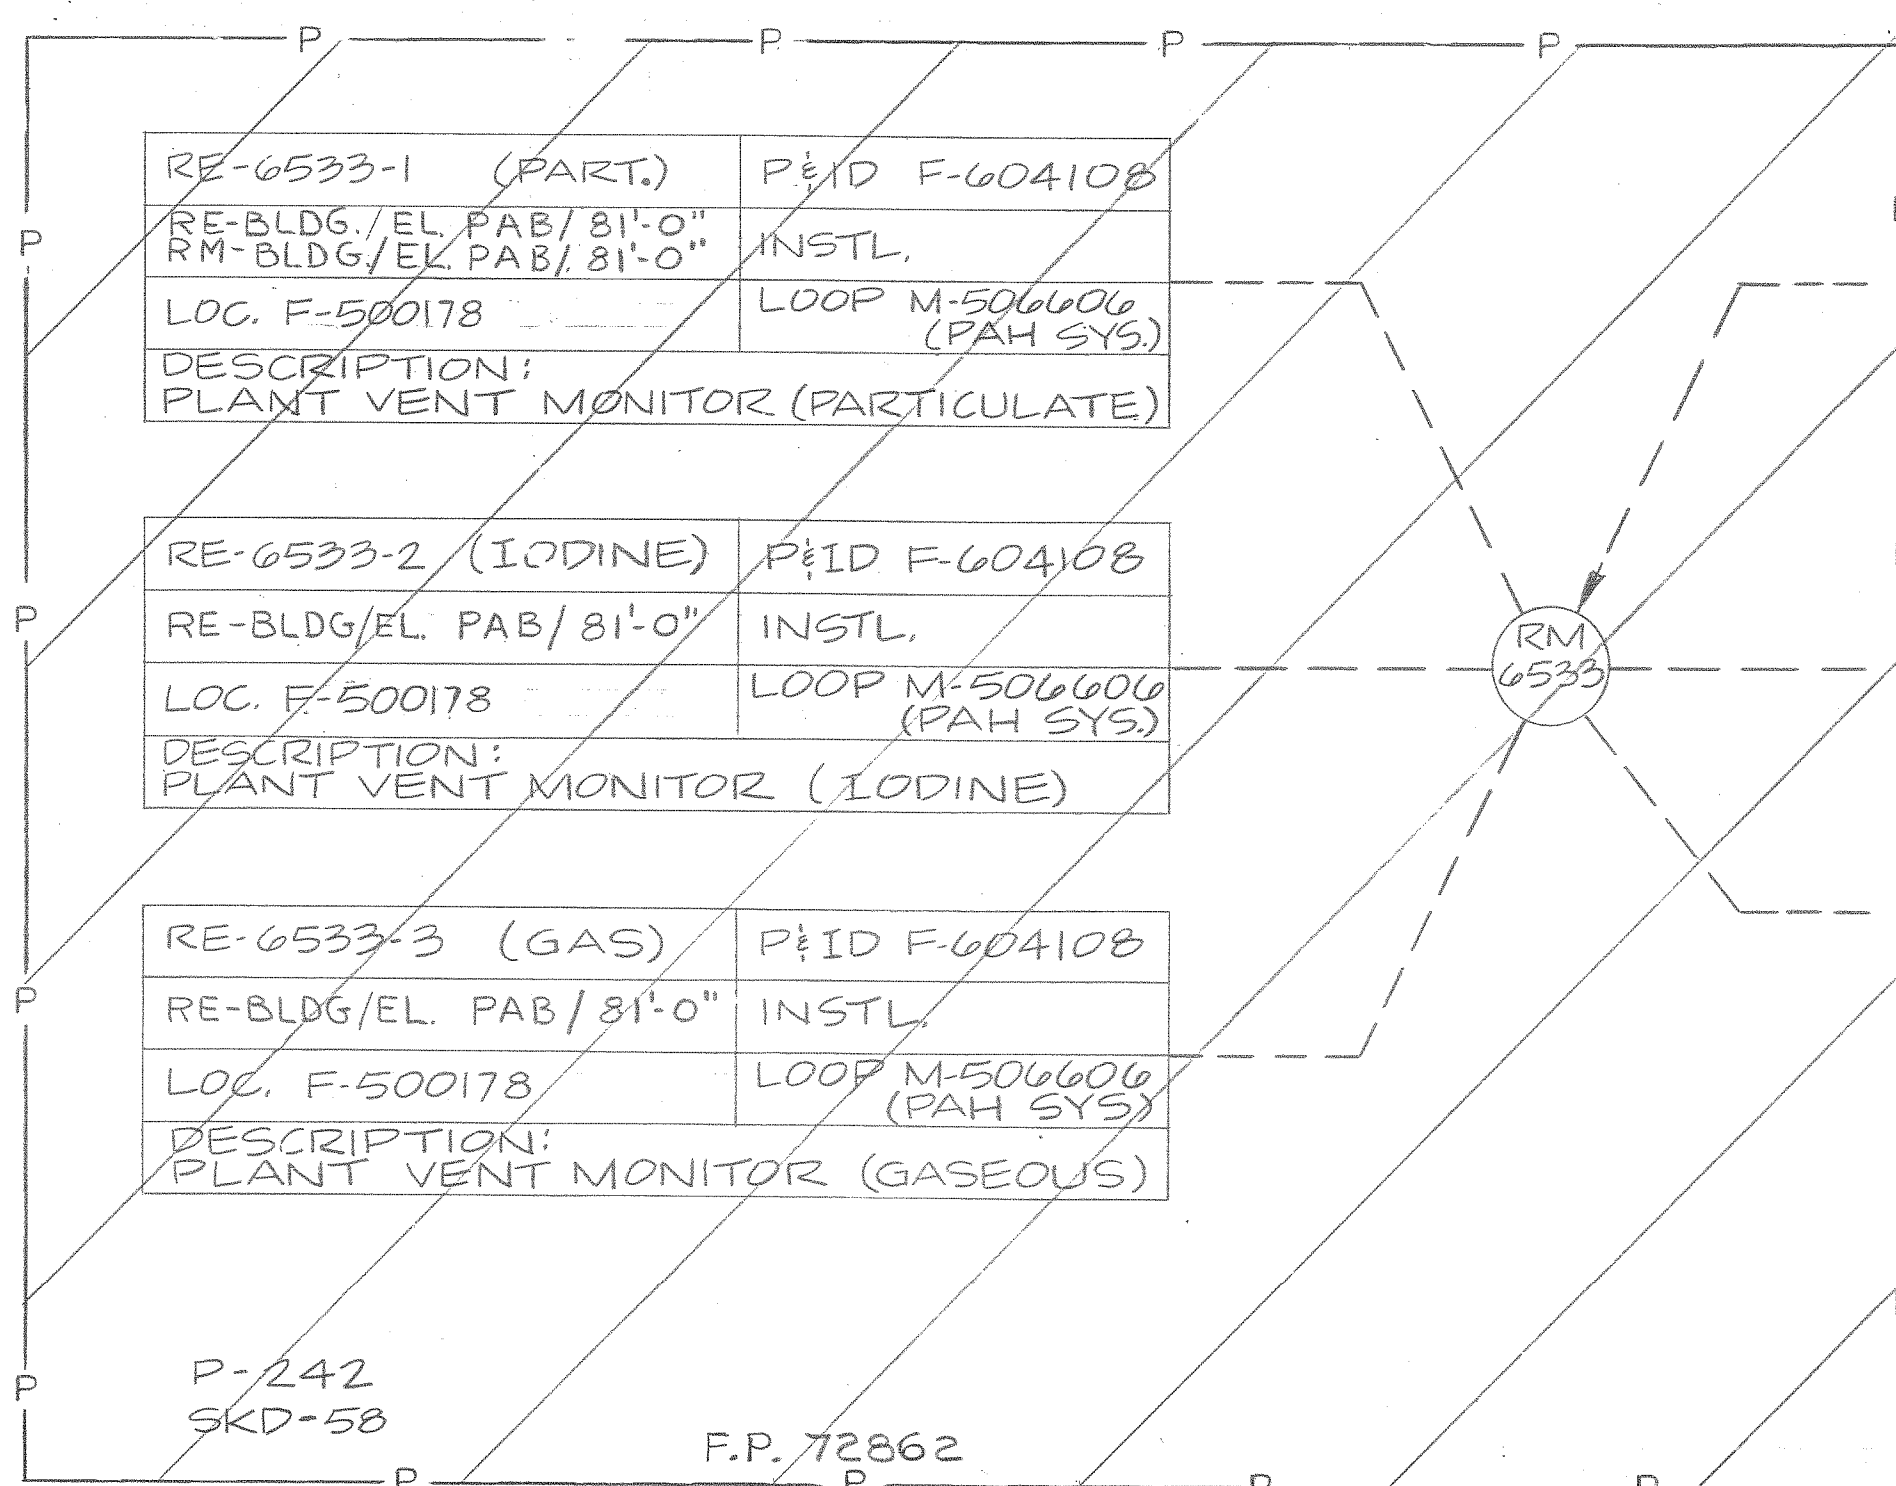 P P P P
RE-6533-1 (PART.) P&ID F-604108
RE-BLDG./EL. PAB/ 81'-0"
RM-BLDG./EL. PAB/. 81'-0"
INSTL.
LOC. F-500178
LOOP M-506606
(PAH SYS.)
DESCRIPTION:
PLANT VENT MONITOR (PARTICULATE)
P
RE-6533-2 (IODINE) P&ID F-604108
RE-BLDG/EL. PAB/ 81'-0" INSTL.
LOC. F-500178
LOOP M-506606
(PAH SYS.)
DESCRIPTION:
PLANT VENT MONITOR (IODINE)
P
RM
6533
RE-6533-3 (GAS) P&ID F-604108
RE-BLDG/EL. PAB/ 81'-0" INSTL.
LOC. F-500178
LOOP M-506606
(PAH SYS)
DESCRIPTION:
PLANT VENT MONITOR (GASEOUS)
P
P
P-242
SKD-58
F.P. 72862
P P P P